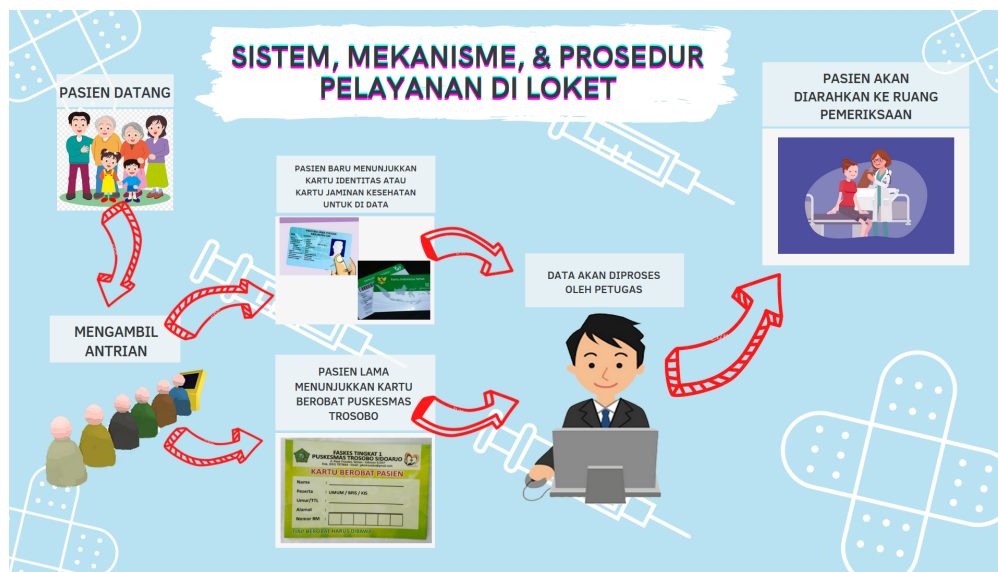 SISTEM, MEKANISME, & PROSEDUR
PELAYANAN DI LOKET
PASIEN DATANG
MENGAMBIL
ANTRIAN
PASIEN BARU MENUNJUKKAN
KARTU IDENTITAS ATAU
KARTU JAMINAN KESEHATAN
UNTUK DI DATA
PASIEN LAMA
MENUNJUKKAN KARTU
BEROBAT PUSKESMAS
TROSOBO
FASKES TINGKAT 1
PUSKESMAS TROSOBO SIDOARJO
KARTU BEROBAT PASIEN
Nama :
Peserta : UMUM / BPJS / KIS
Umur/TTL :
Alamat :
Nomor RM :
DATA AKAN DIPROSES
OLEH PETUGAS
PASIEN AKAN
DIARAHKAN KE RUANG
PEMERIKSAAN